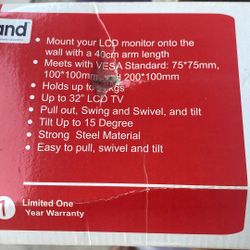 and
Mount your LCD monitor onto the
wall with a 40cm arm length
Meets with VESA Standard: 75*75mm,
100*100mm, and 200*100mm
Holds up to kgs
Up to 32" LCD TV
Pull out, Swing and Swivel, and tilt
Tilt Up to 15 Degree
Strong Steel Material
Easy to pull, swivel and tilt
1
Limited One
Year Warranty